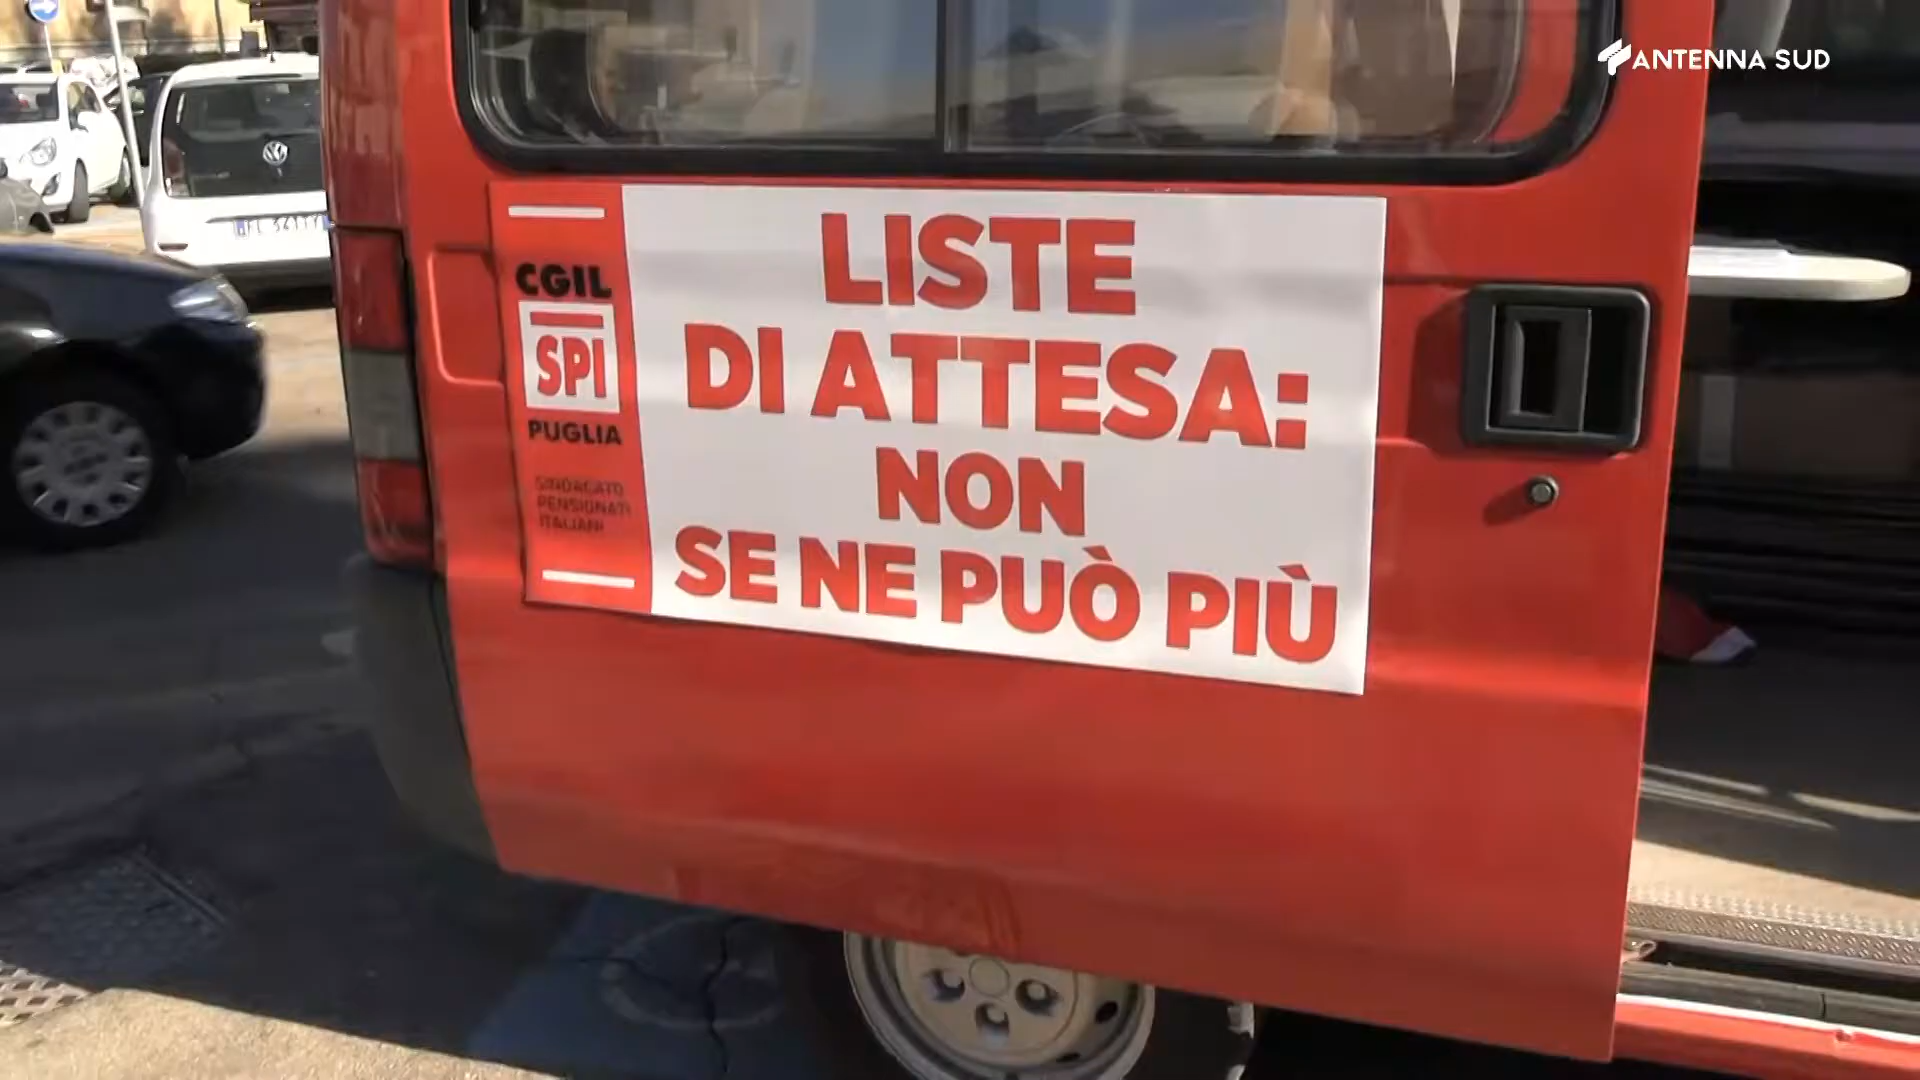 ANTENNA SUD
CGIL
SPI
PUGLIA
SINDACATO
PENSIONATI
ITALIANI
LISTE
DI ATTESA:
NON
SE NE PUÒ PIÙ